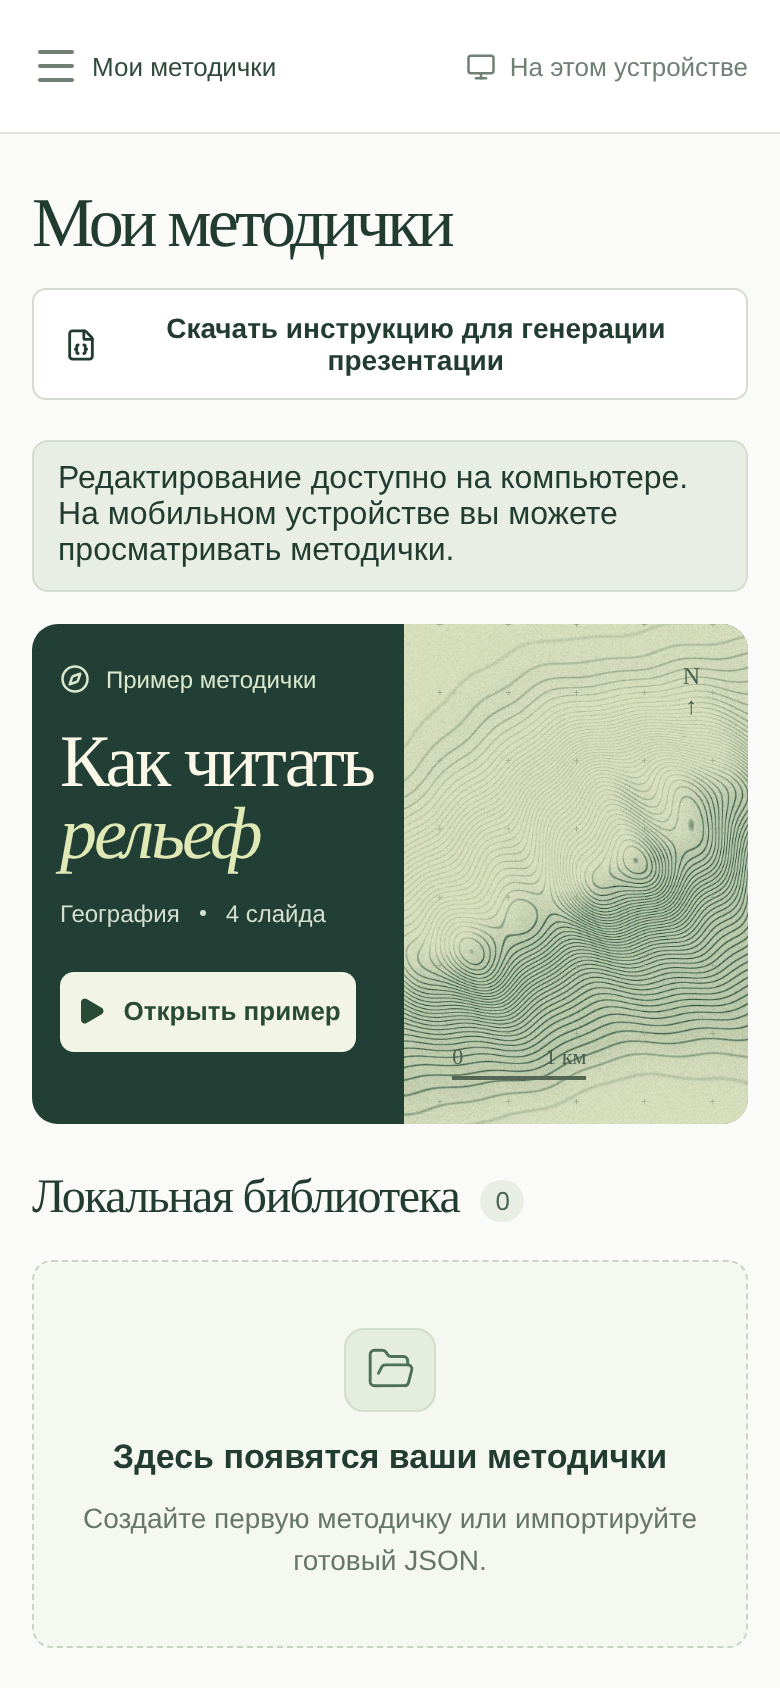 Мои методички
На этом устройстве
Мои методички
Скачать инструкцию для генерации
презентации
Редактирование доступно на компьютере.
На мобильном устройстве вы можете
просматривать методички.
Пример методички
Как читать
рельеф
География • 4 слайда
Открыть пример
N
↑
0 1 км
Локальная библиотека 0
Здесь появятся ваши методички
Создайте первую методичку или импортируйте
готовый JSON.